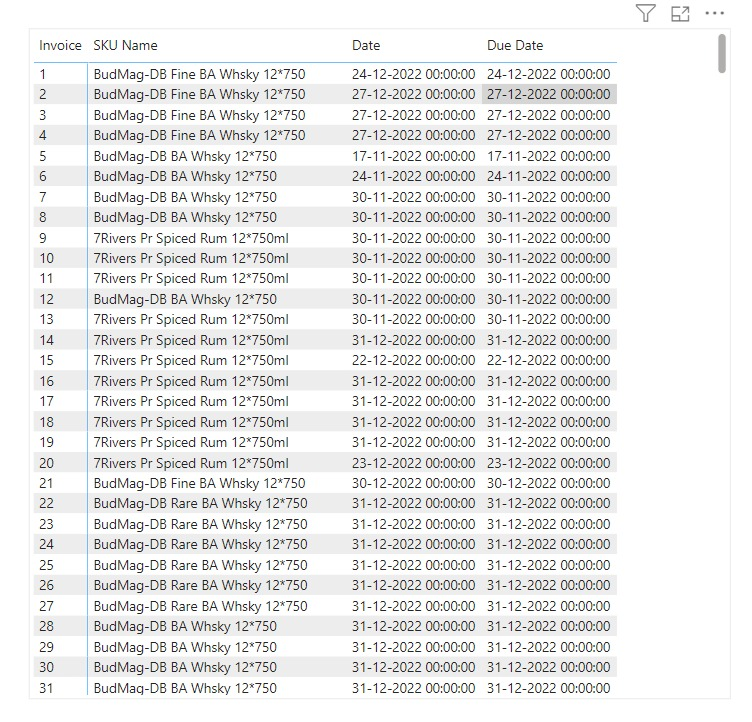 Invoice SKU Name Date Due Date
1 BudMag-DB Fine BA Whsky 12*750 24-12-2022 00:00:00 24-12-2022 00:00:00
2 BudMag-DB Fine BA Whsky 12*750 27-12-2022 00:00:00 27-12-2022 00:00:00
3 BudMag-DB Fine BA Whsky 12*750 27-12-2022 00:00:00 27-12-2022 00:00:00
4 BudMag-DB Fine BA Whsky 12*750 27-12-2022 00:00:00 27-12-2022 00:00:00
5 BudMag-DB BA Whsky 12*750 17-11-2022 00:00:00 17-11-2022 00:00:00
6 BudMag-DB BA Whsky 12*750 24-11-2022 00:00:00 24-11-2022 00:00:00
7 BudMag-DB BA Whsky 12*750 30-11-2022 00:00:00 30-11-2022 00:00:00
8 BudMag-DB BA Whsky 12*750 30-11-2022 00:00:00 30-11-2022 00:00:00
9 7Rivers Pr Spiced Rum 12*750ml 30-11-2022 00:00:00 30-11-2022 00:00:00
10 7Rivers Pr Spiced Rum 12*750ml 30-11-2022 00:00:00 30-11-2022 00:00:00
11 7Rivers Pr Spiced Rum 12*750ml 30-11-2022 00:00:00 30-11-2022 00:00:00
12 BudMag-DB BA Whsky 12*750 30-11-2022 00:00:00 30-11-2022 00:00:00
13 7Rivers Pr Spiced Rum 12*750ml 30-11-2022 00:00:00 30-11-2022 00:00:00
14 7Rivers Pr Spiced Rum 12*750ml 31-12-2022 00:00:00 31-12-2022 00:00:00
15 7Rivers Pr Spiced Rum 12*750ml 22-12-2022 00:00:00 22-12-2022 00:00:00
16 7Rivers Pr Spiced Rum 12*750ml 31-12-2022 00:00:00 31-12-2022 00:00:00
17 7Rivers Pr Spiced Rum 12*750ml 31-12-2022 00:00:00 31-12-2022 00:00:00
18 7Rivers Pr Spiced Rum 12*750ml 31-12-2022 00:00:00 31-12-2022 00:00:00
19 7Rivers Pr Spiced Rum 12*750ml 31-12-2022 00:00:00 31-12-2022 00:00:00
20 7Rivers Pr Spiced Rum 12*750ml 23-12-2022 00:00:00 23-12-2022 00:00:00
21 BudMag-DB Fine BA Whsky 12*750 30-12-2022 00:00:00 30-12-2022 00:00:00
22 BudMag-DB Rare BA Whsky 12*750 31-12-2022 00:00:00 31-12-2022 00:00:00
23 BudMag-DB Rare BA Whsky 12*750 31-12-2022 00:00:00 31-12-2022 00:00:00
24 BudMag-DB Rare BA Whsky 12*750 31-12-2022 00:00:00 31-12-2022 00:00:00
25 BudMag-DB Rare BA Whsky 12*750 31-12-2022 00:00:00 31-12-2022 00:00:00
26 BudMag-DB Rare BA Whsky 12*750 31-12-2022 00:00:00 31-12-2022 00:00:00
27 BudMag-DB Rare BA Whsky 12*750 31-12-2022 00:00:00 31-12-2022 00:00:00
28 BudMag-DB BA Whsky 12*750 31-12-2022 00:00:00 31-12-2022 00:00:00
29 BudMag-DB BA Whsky 12*750 31-12-2022 00:00:00 31-12-2022 00:00:00
30 BudMag-DB BA Whsky 12*750 31-12-2022 00:00:00 31-12-2022 00:00:00
31 BudMag-DB BA Whsky 12*750 31-12-2022 00:00:00 31-12-2022 00:00:00